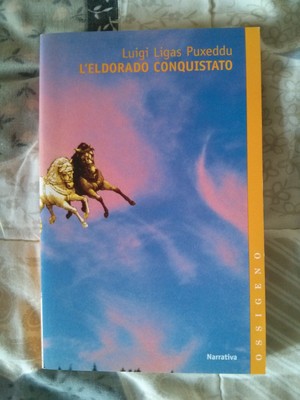 Luigi Ligas Puxeddu
L'ELDORADO CONQUISTATO
OSSIGENO
Narrativa